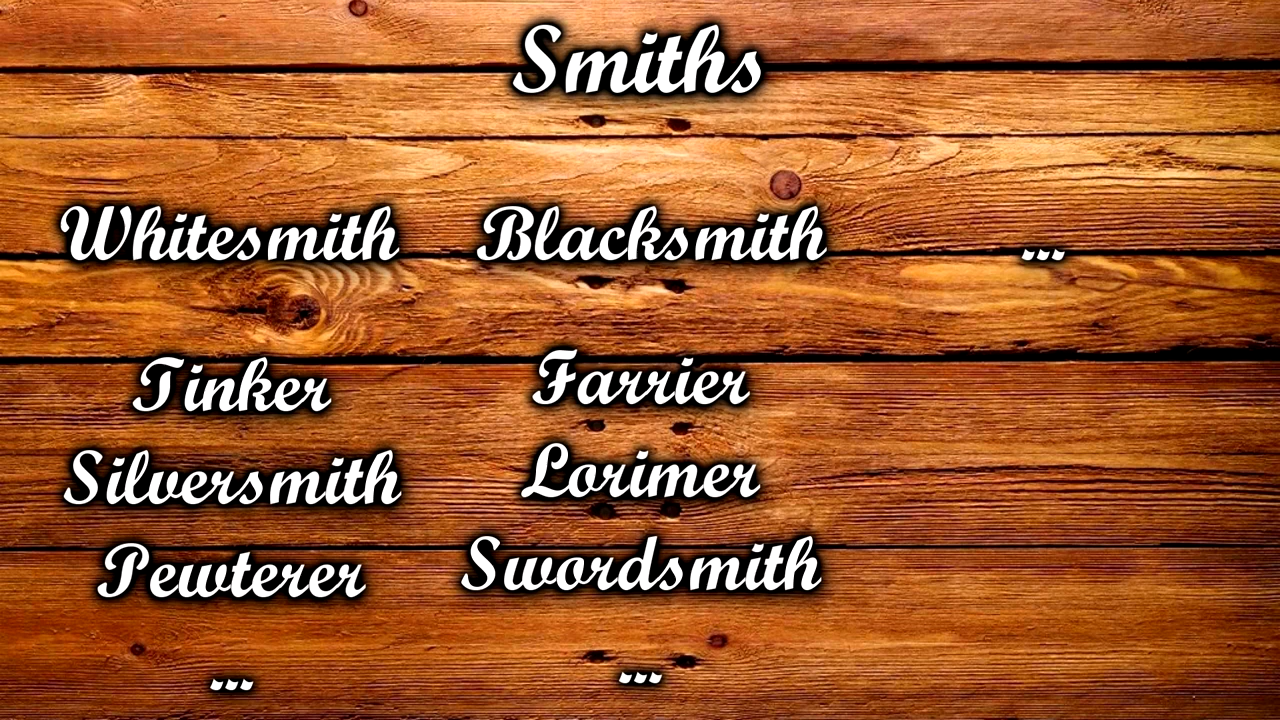 Smiths
Whitesmith Blacksmith ...
Tinker Farrier
Silversmith Lorimer
Pewterer Swordsmith
... ...